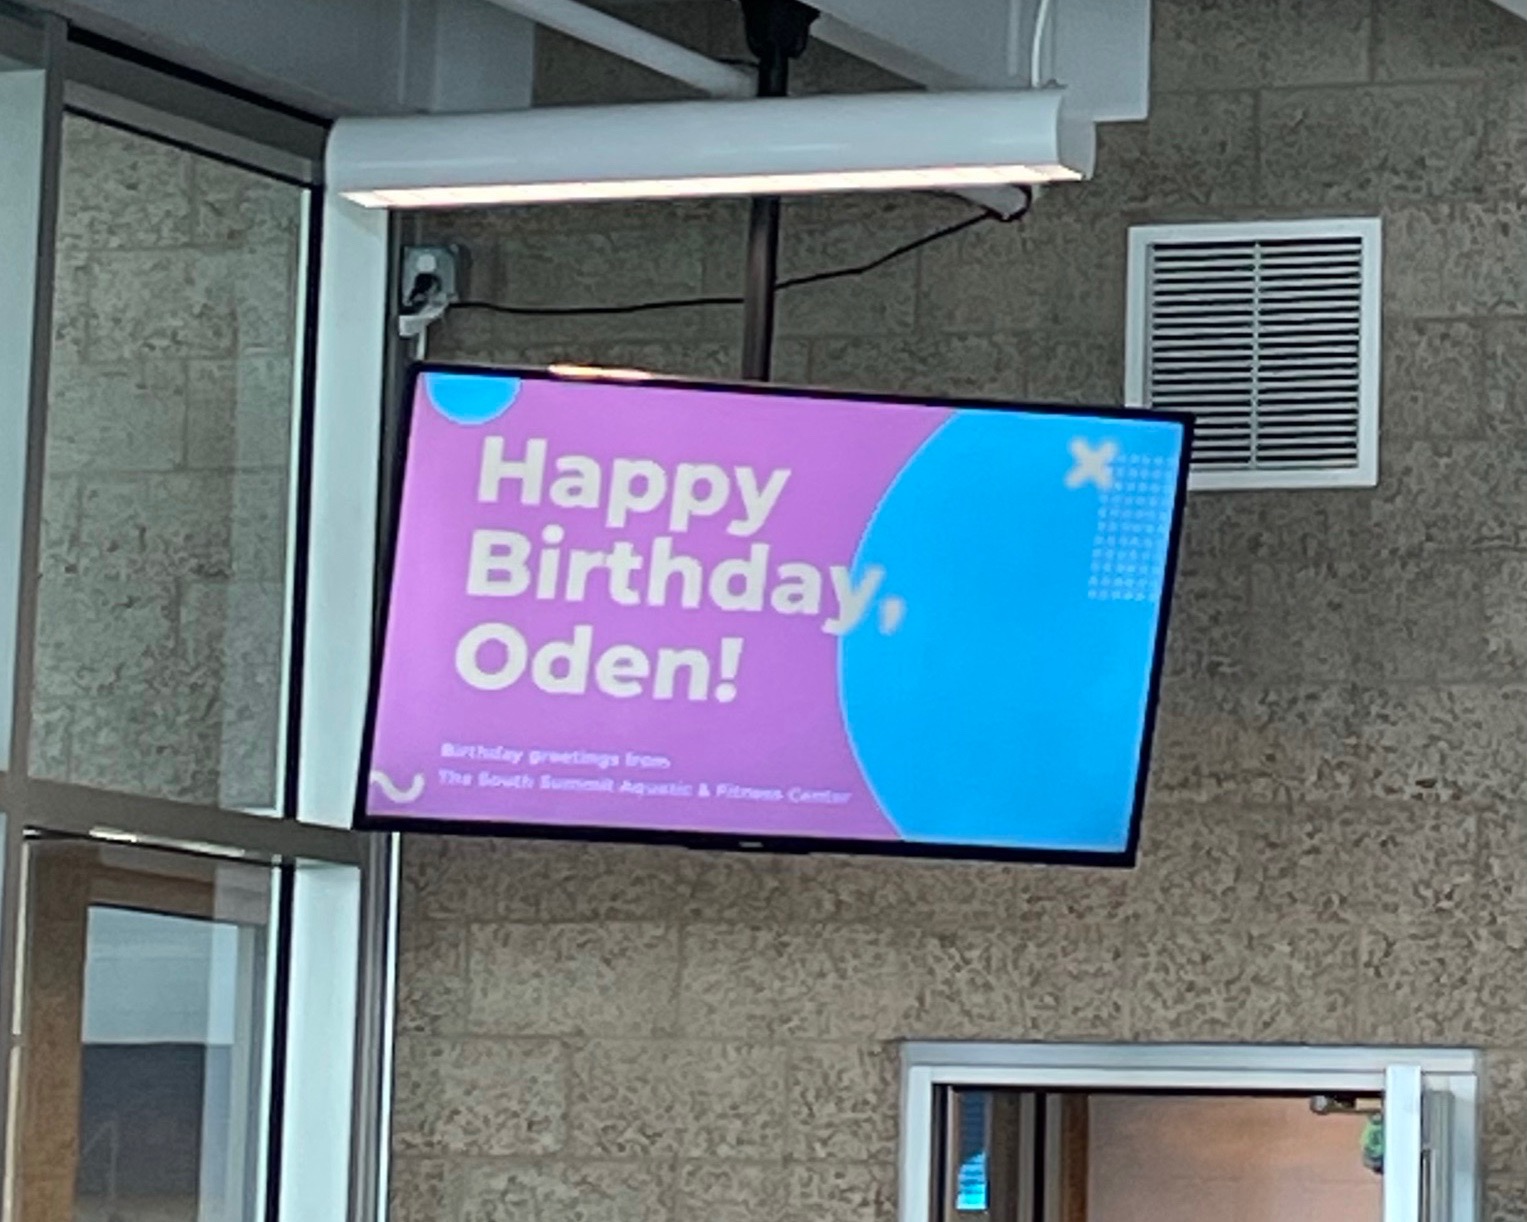 Happy
Birthday,
Oden!
Birthday greetings from
The South Summit Aquatic & Fitness Center